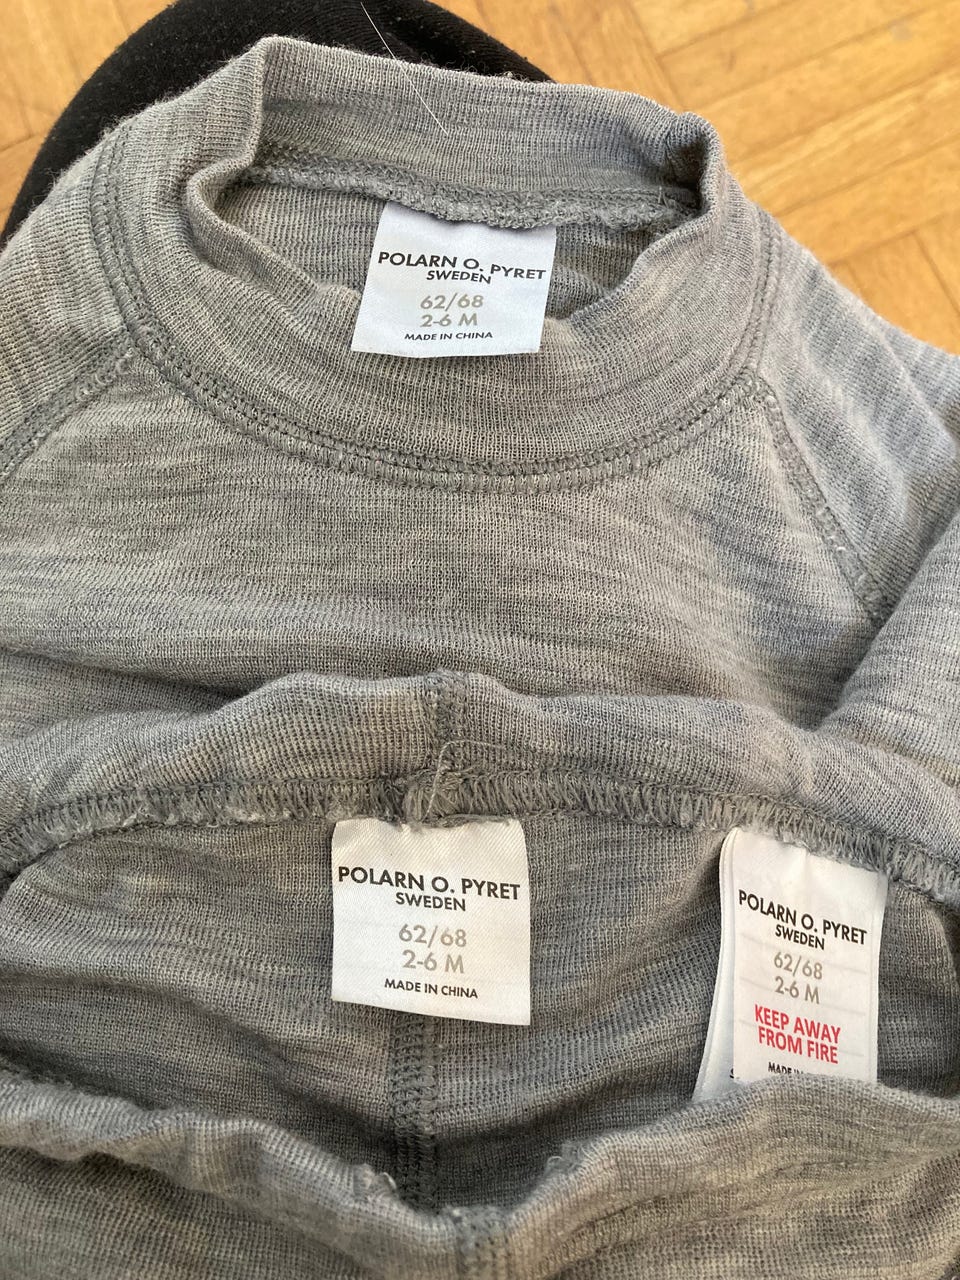 POLARN O. PYRET
SWEDEN
62/68
2-6 M
MADE IN CHINA
POLARN O. PYRET
SWEDEN
62/68
2-6 M
MADE IN CHINA
POLARN O. PYRET
SWEDEN
62/68
2-6 M
KEEP AWAY
FROM FIRE
MADE